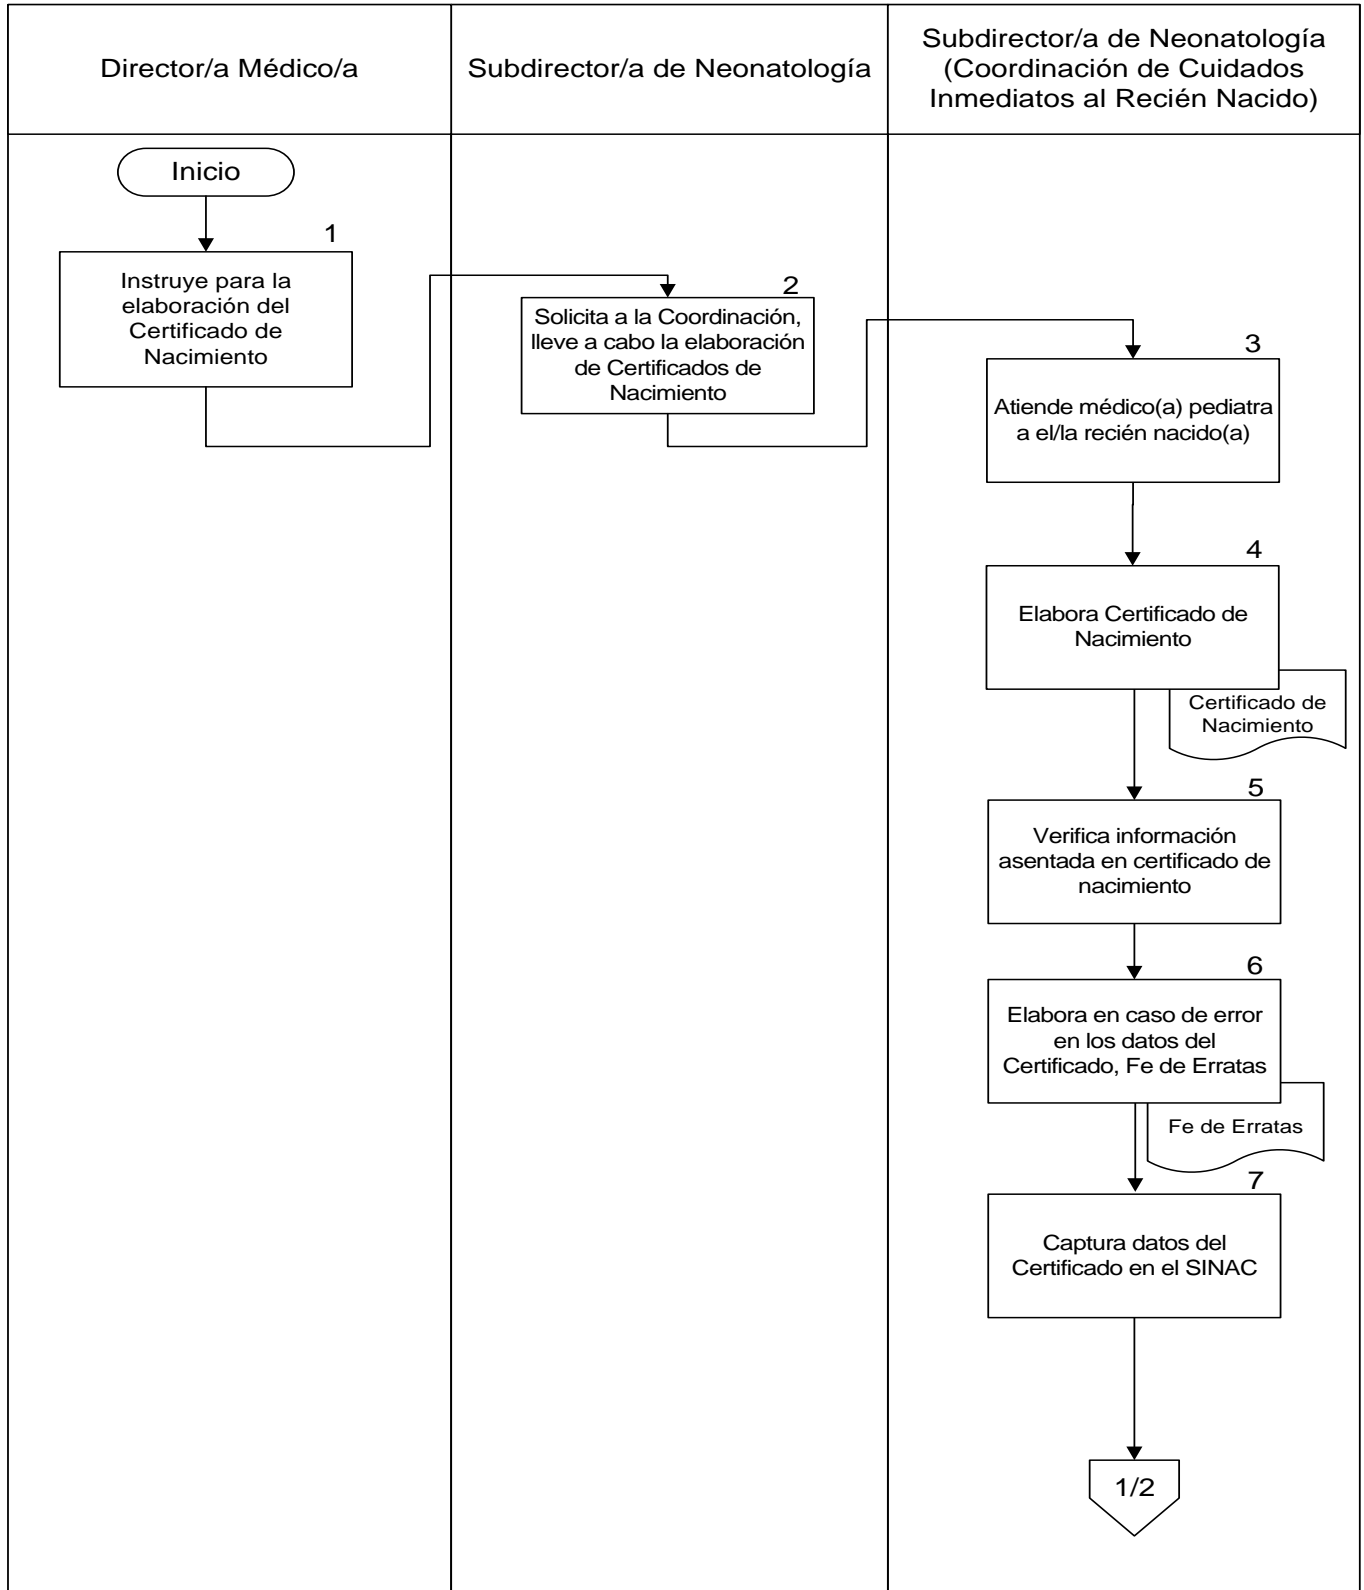 Director/a Médico/a
Subdirector/a de Neonatología
Subdirector/a de Neonatología
(Coordinación de Cuidados
Inmediatos al Recién Nacido)
Inicio
1
Instruye para la
elaboración del
Certificado de
Nacimiento
2
Solicita a la Coordinación,
lleve a cabo la elaboración
de Certificados de
Nacimiento
3
Atiende médico(a) pediatra
a el/la recién nacido(a)
4
Elabora Certificado de
Nacimiento
Certificado de
Nacimiento
5
Verifica información
asentada en certificado de
nacimiento
6
Elabora en caso de error
en los datos del
Certificado, Fe de Erratas
Fe de Erratas
7
Captura datos del
Certificado en el SINAC
1/2